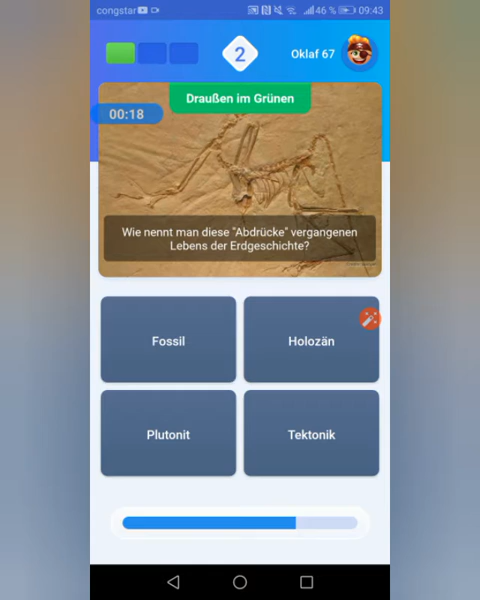 congstar 46 % 09:43
2
Oklaf 67
Draußen im Grünen
00:18
Wie nennt man diese "Abdrücke" vergangenen
Lebens der Erdgeschichte?
Fossil
Holozän
Plutonit
Tektonik